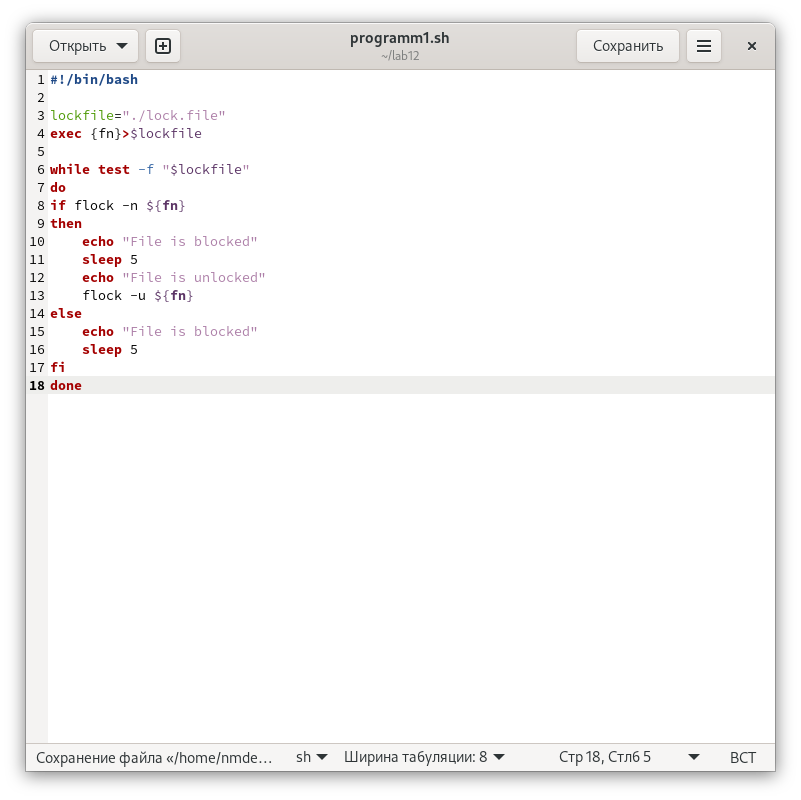 Открыть
programm1.sh
~/lab12
Сохранить
1 #!/bin/bash
2
3 lockfile="./lock.file"
4 exec {fn}>$lockfile
5
6 while test -f "$lockfile"
7 do
8 if flock -n ${fn}
9 then
10     echo "File is blocked"
11     sleep 5
12     echo "File is unlocked"
13     flock -u ${fn}
14 else
15     echo "File is blocked"
16     sleep 5
17 fi
18 done
Сохранение файла «/home/nmde… sh Ширина табуляции: 8 Стр 18, Стлб 5 ВСТ